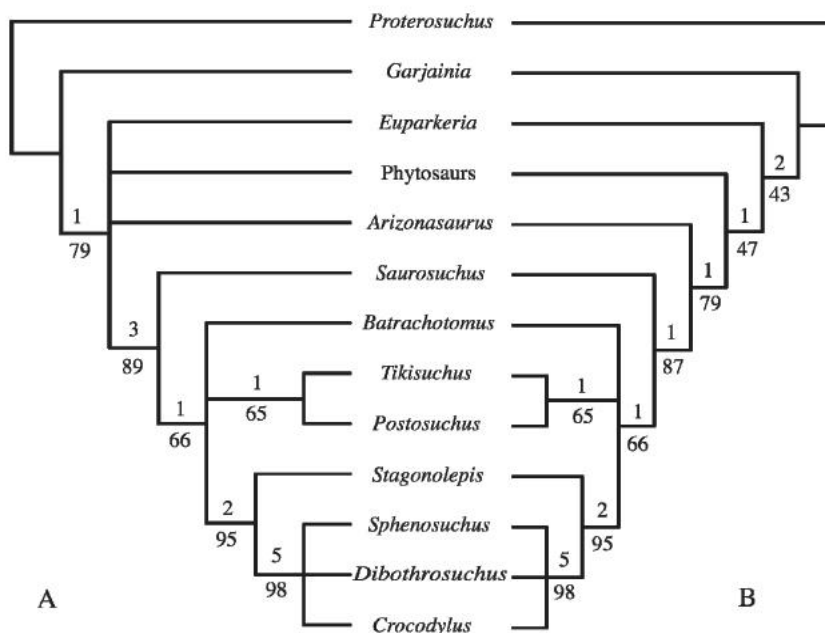 Proterosuchus
Garjainia
Euparkeria
2
Phytosaurs
43
1
1
79
Arizonasaurus
47
1
Saurosuchus
79
3
Batrachotomus
1
89
87
1
Tikisuchus
1
1
65
Postosuchus
65
1
66
66
Stagonolepis
2
2
95
Sphenosuchus
95
5
Dibothrosuchus
5
98
98
A
Crocodylus
B